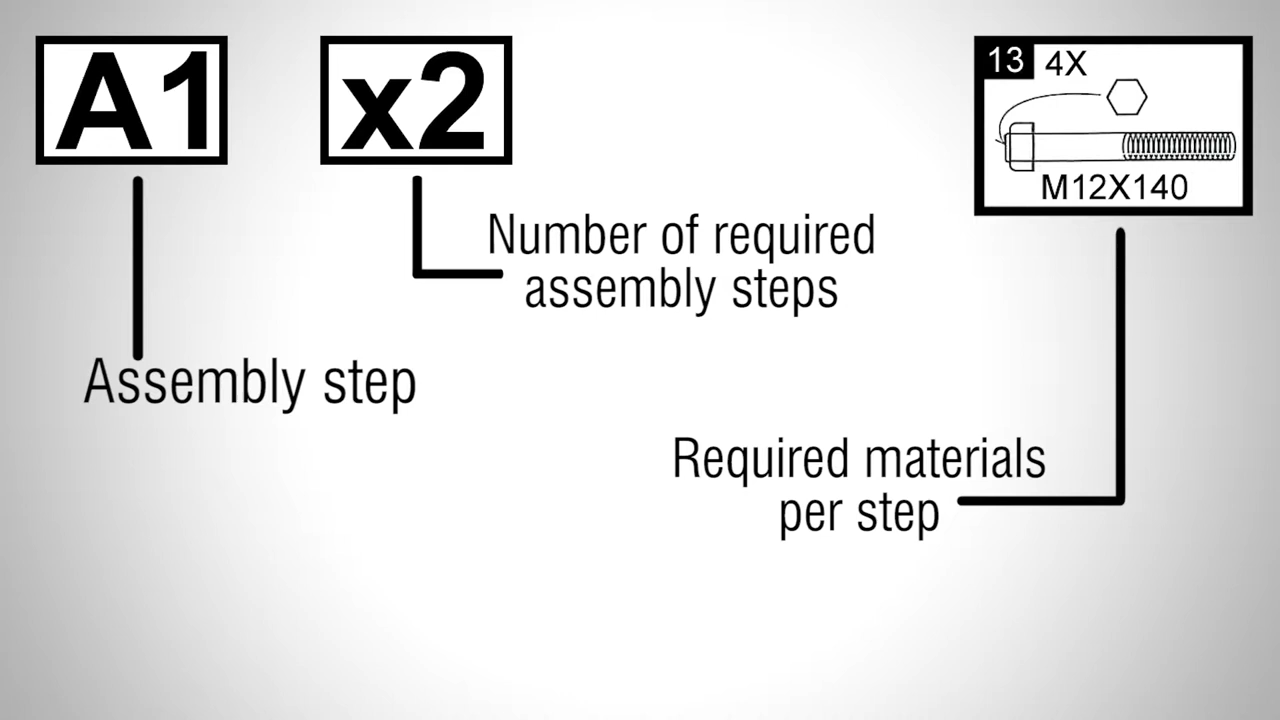 A1
x2
13 4X
M12X140
Number of required
assembly steps
Assembly step
Required materials
per step